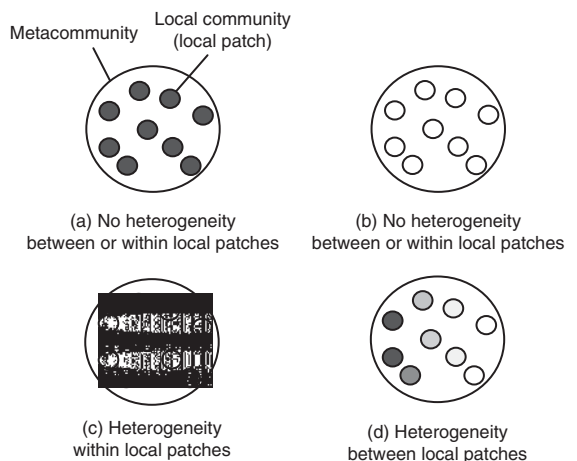 Metacommunity
Local community
(local patch)
(a) No heterogeneity
between or within local patches
(b) No heterogeneity
between or within local patches
(c) Heterogeneity
within local patches
(d) Heterogeneity
between local patches